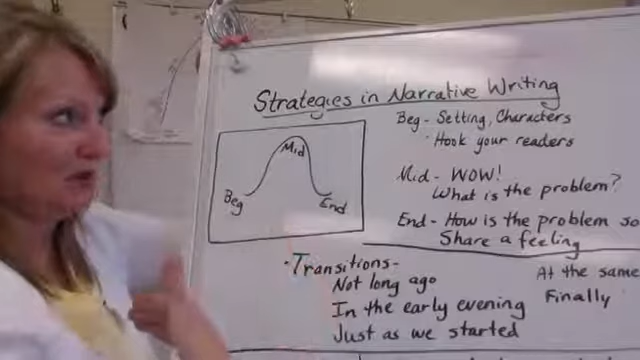 Strategies in Narrative Writing
Beg
Mid
End
Beg - Setting, Characters
· Hook your readers
Mid - WOW!
What is the problem?
End - How is the problem so
Share a feeling
· Transitions -
Not long ago
In the early evening
Just as we started
At the same
Finally